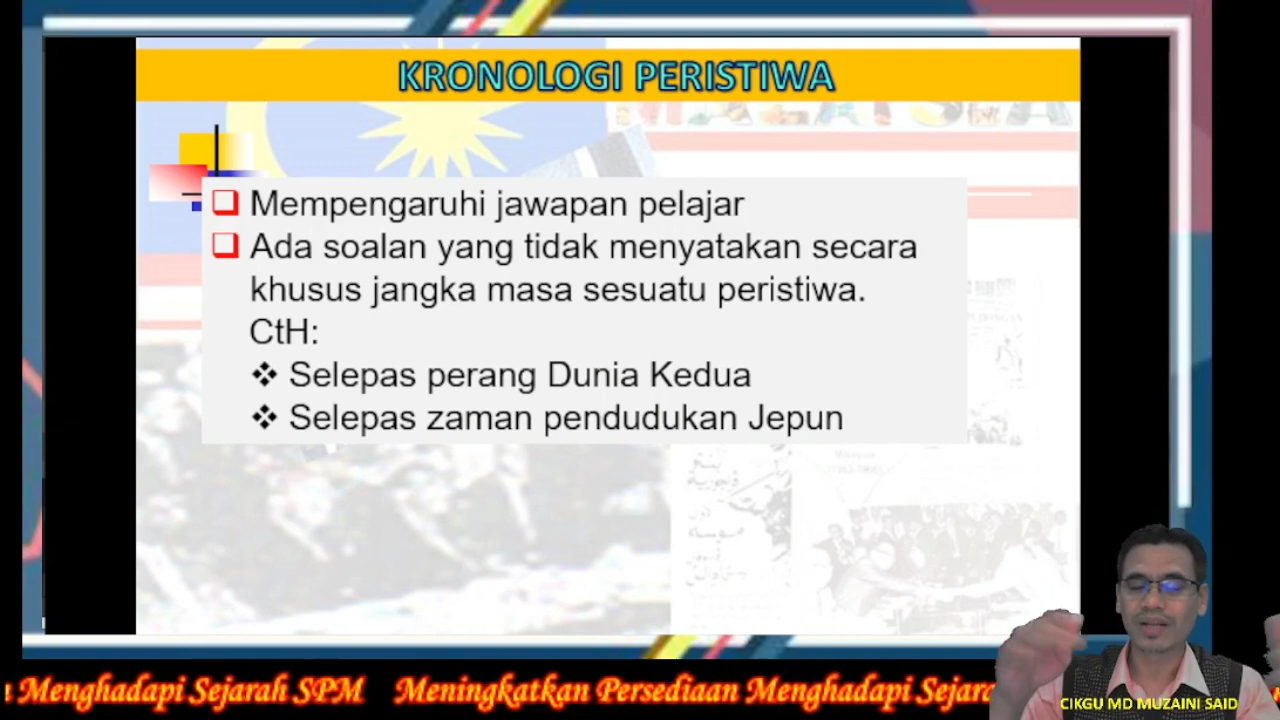 KRONOLOGI PERISTIWA
Mempengaruhi jawapan pelajar
Ada soalan yang tidak menyatakan secara
khusus jangka masa sesuatu peristiwa.
CtH:
Selepas perang Dunia Kedua
Selepas zaman pendudukan Jepun
Menghadapi Sejarah SPM Meningkatkan Persediaan Menghadapi
CIKGU MD MUZAINI SAID